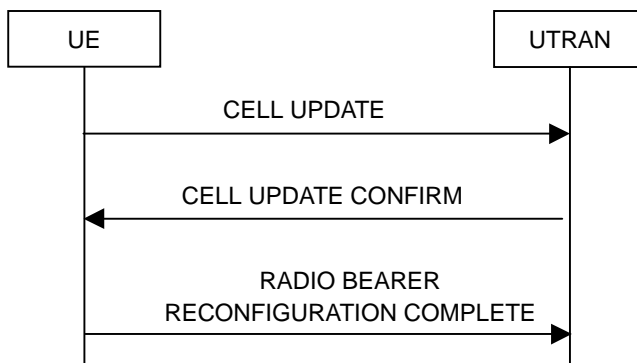 UE
UTRAN
CELL UPDATE
CELL UPDATE CONFIRM
RADIO BEARER
RECONFIGURATION COMPLETE